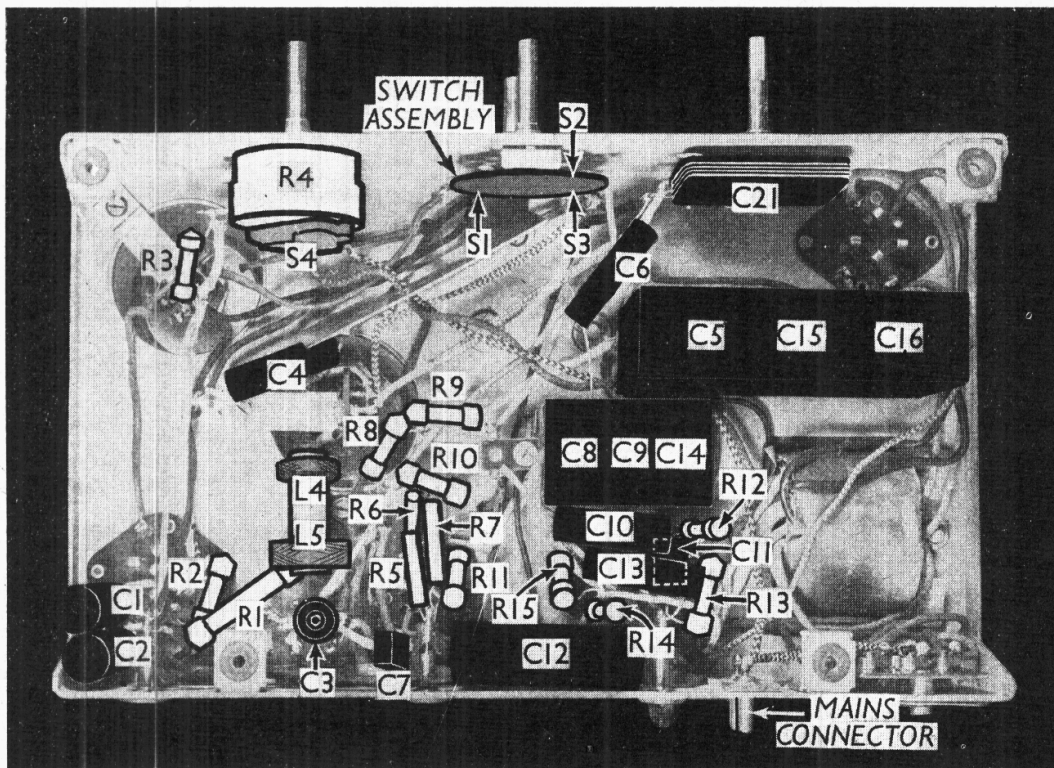 SWITCH
ASSEMBLY
S2
R4
C21
S1
S3
S4
R3
C6
C5
C15
C16
C4
R9
R8
R10
C8
C9
C14
L4
R12
R6
R7
C10
L5
C11
R2
R5
R11
C13
C1
R1
R15
R13
R14
C2
C3
C7
C12
MAINS
CONNECTOR